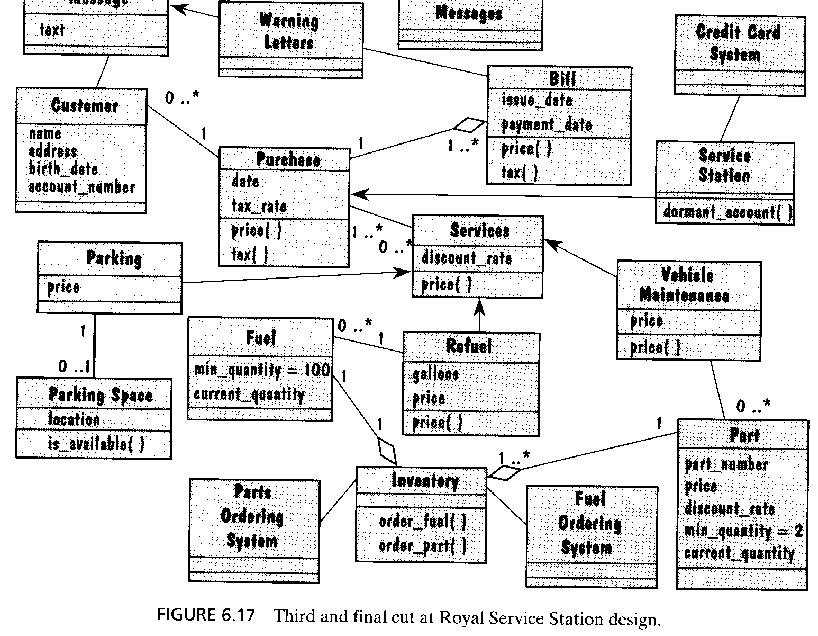 Message
text
Warning
Letters
Messages
Credit Card
System
Bill
issue_date
payment_date
price( )
tax( )
Customer
name
address
birth_date
account_number
0 ..*
1
Purchase
date
tax_rate
price( )
tax( )
1
1 ..*
Service
Station
dormant_account( )
1 ..*
0 ..*
Services
discount_rate
price( )
Parking
price
1
0 ..1
Parking Space
location
is_available( )
Vehicle
Maintenance
price
price( )
Fuel
min_quantity = 100
current_quantity
0 ..*
1
Refuel
gallons
price
price( )
1
1
0 ..*
1
1 ..*
Part
part_number
price
discount_rate
min_quantity = 2
current_quantity
Inventory
order_fuel( )
order_part( )
Parts
Ordering
System
Fuel
Ordering
System
FIGURE 6.17 Third and final cut at Royal Service Station design.